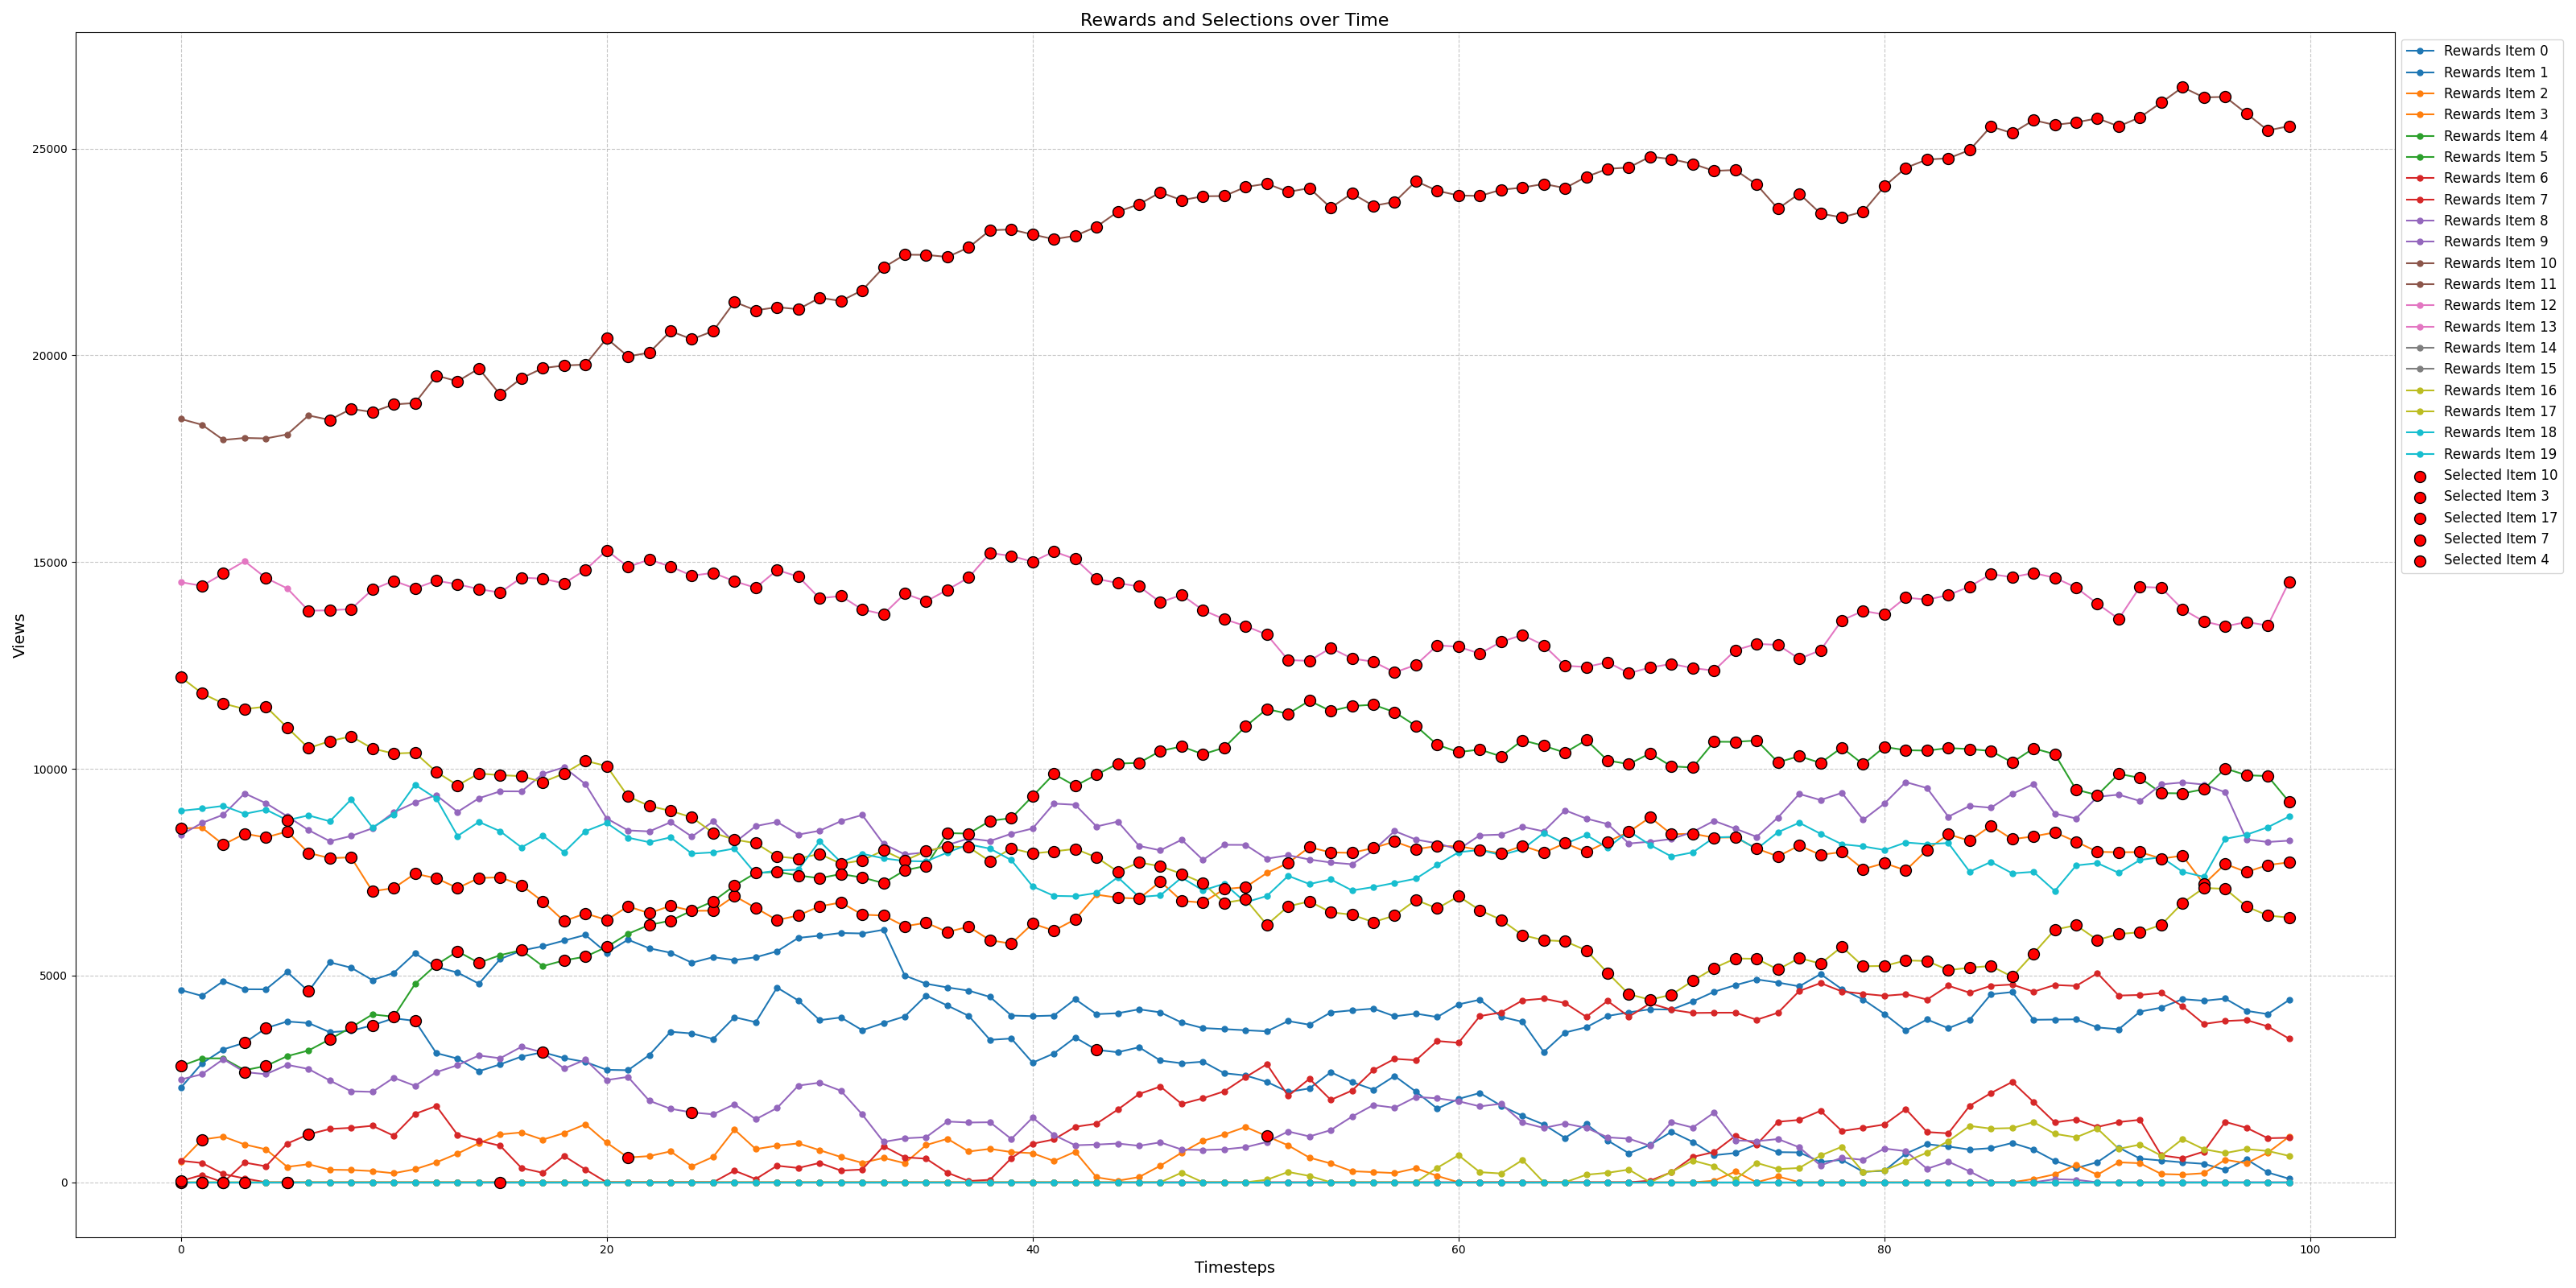 Rewards and Selections over Time
Views
25000
20000
15000
10000
5000
0
0 20 40 60 80 100
Timesteps
Rewards Item 0
Rewards Item 1
Rewards Item 2
Rewards Item 3
Rewards Item 4
Rewards Item 5
Rewards Item 6
Rewards Item 7
Rewards Item 8
Rewards Item 9
Rewards Item 10
Rewards Item 11
Rewards Item 12
Rewards Item 13
Rewards Item 14
Rewards Item 15
Rewards Item 16
Rewards Item 17
Rewards Item 18
Rewards Item 19
Selected Item 10
Selected Item 3
Selected Item 17
Selected Item 7
Selected Item 4